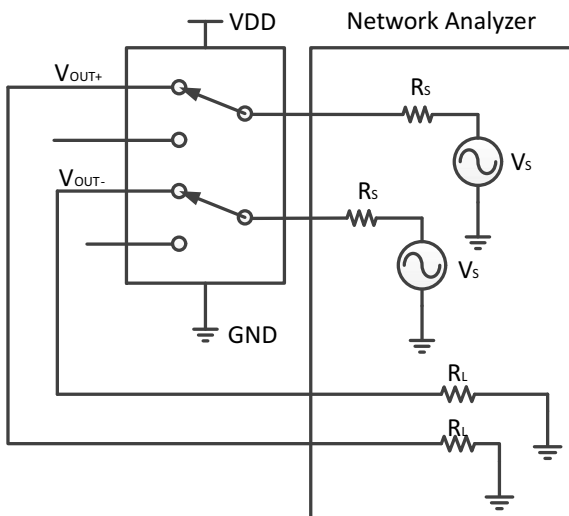 Network Analyzer
VDD
VOUT+
RS
VS
VOUT-
RS
VS
GND
RL
RL